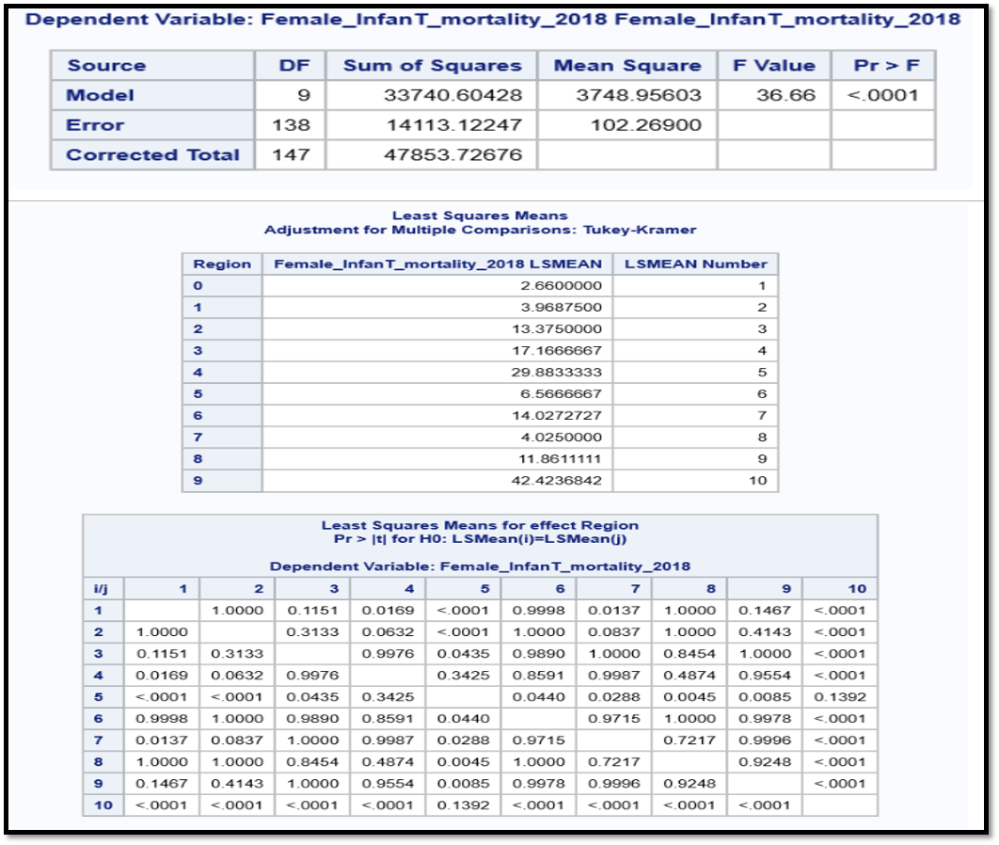 Dependent Variable: Female_InfanT_mortality_2018 Female_InfanT_mortality_2018
Source DF Sum of Squares Mean Square F Value Pr > F
Model 9 33740.60428 3748.95603 36.66 <.0001
Error 138 14113.12247 102.26900
Corrected Total 147 47853.72676
Least Squares Means
Adjustment for Multiple Comparisons: Tukey-Kramer
Region Female_InfanT_mortality_2018 LSMEAN LSMEAN Number
0 2.6600000 1
1 3.9687500 2
2 13.3750000 3
3 17.1666667 4
4 29.8833333 5
5 6.5666667 6
6 14.0272727 7
7 4.0250000 8
8 11.8611111 9
9 42.4236842 10
Least Squares Means for effect Region
Pr > |t| for H0: LSMean(i)=LSMean(j)
Dependent Variable: Female_InfanT_mortality_2018
i/j 1 2 3 4 5 6 7 8 9 10
1 1.0000 0.1151 0.0169 <.0001 0.9998 0.0137 1.0000 0.1467 <.0001
2 1.0000 0.3133 0.0632 <.0001 1.0000 0.0837 1.0000 0.4143 <.0001
3 0.1151 0.3133 0.9976 0.0435 0.9890 1.0000 0.8454 1.0000 <.0001
4 0.0169 0.0632 0.9976 0.3425 0.8591 0.9987 0.4874 0.9554 <.0001
5 <.0001 <.0001 0.0435 0.3425 0.0440 0.0288 0.0045 0.0085 0.1392
6 0.9998 1.0000 0.9890 0.8591 0.0440 0.9715 1.0000 0.9978 <.0001
7 0.0137 0.0837 1.0000 0.9987 0.0288 0.9715 0.7217 0.9996 <.0001
8 1.0000 1.0000 0.8454 0.4874 0.0045 1.0000 0.7217 0.9248 <.0001
9 0.1467 0.4143 1.0000 0.9554 0.0085 0.9978 0.9996 0.9248 <.0001
10 <.0001 <.0001 <.0001 <.0001 0.1392 <.0001 <.0001 <.0001 <.0001